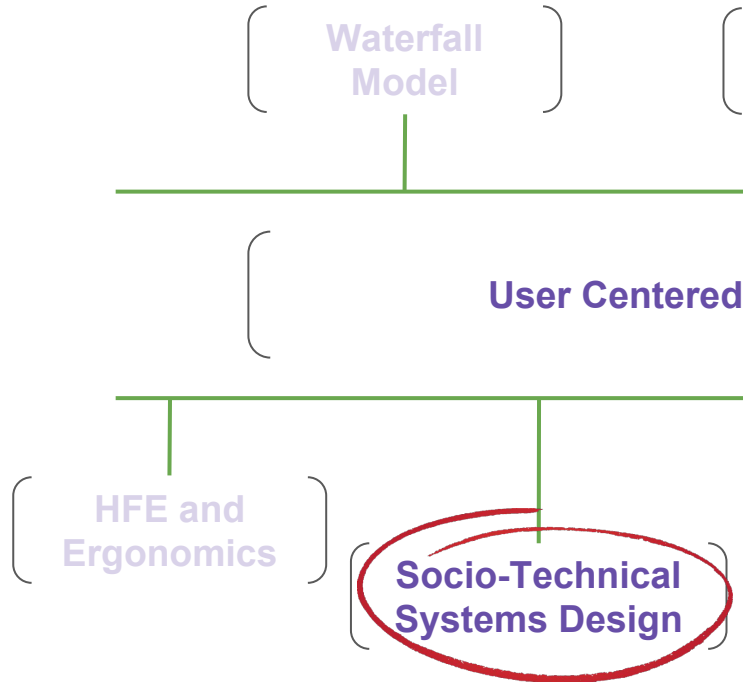 Waterfall
Model
User Centered
HFE and
Ergonomics
Socio-Technical
Systems Design